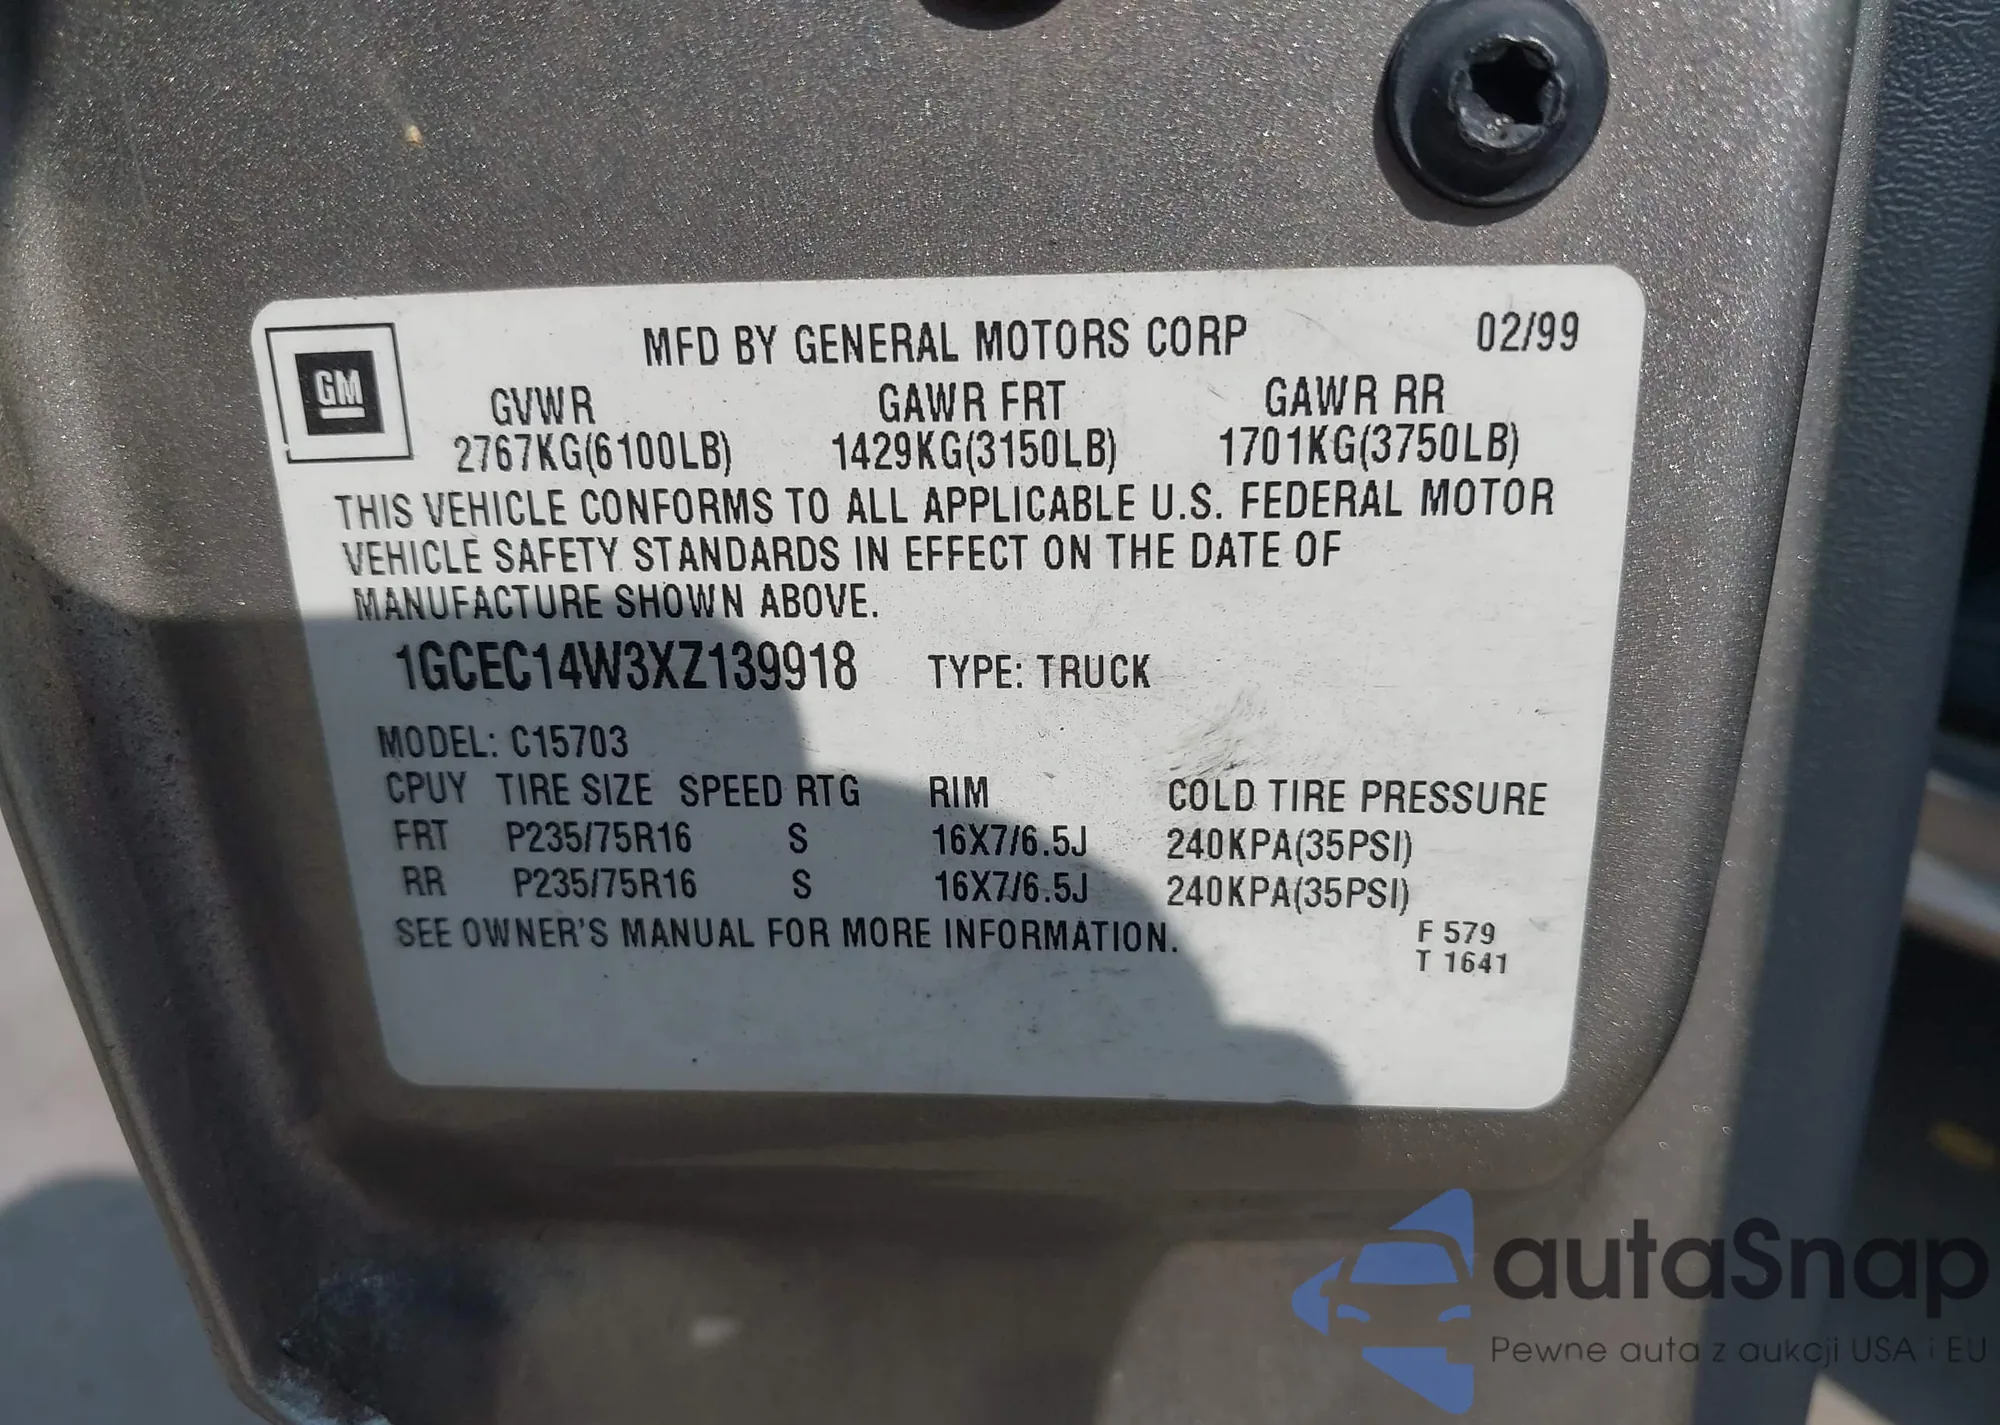 MFD BY GENERAL MOTORS CORP 02/99
GM
GVWR GAWR FRT GAWR RR
2767KG(6100LB) 1429KG(3150LB) 1701KG(3750LB)
THIS VEHICLE CONFORMS TO ALL APPLICABLE U.S. FEDERAL MOTOR
VEHICLE SAFETY STANDARDS IN EFFECT ON THE DATE OF
MANUFACTURE SHOWN ABOVE.
1GCEC14W3XZ139918 TYPE: TRUCK
MODEL: C15703
CPUY TIRE SIZE SPEED RTG RIM COLD TIRE PRESSURE
FRT P235/75R16 S 16X7/6.5J 240KPA(35PSI)
RR P235/75R16 S 16X7/6.5J 240KPA(35PSI)
SEE OWNER'S MANUAL FOR MORE INFORMATION.
F 579
T 1641
autaSnap
Pewne auta z aukcji USA i EU